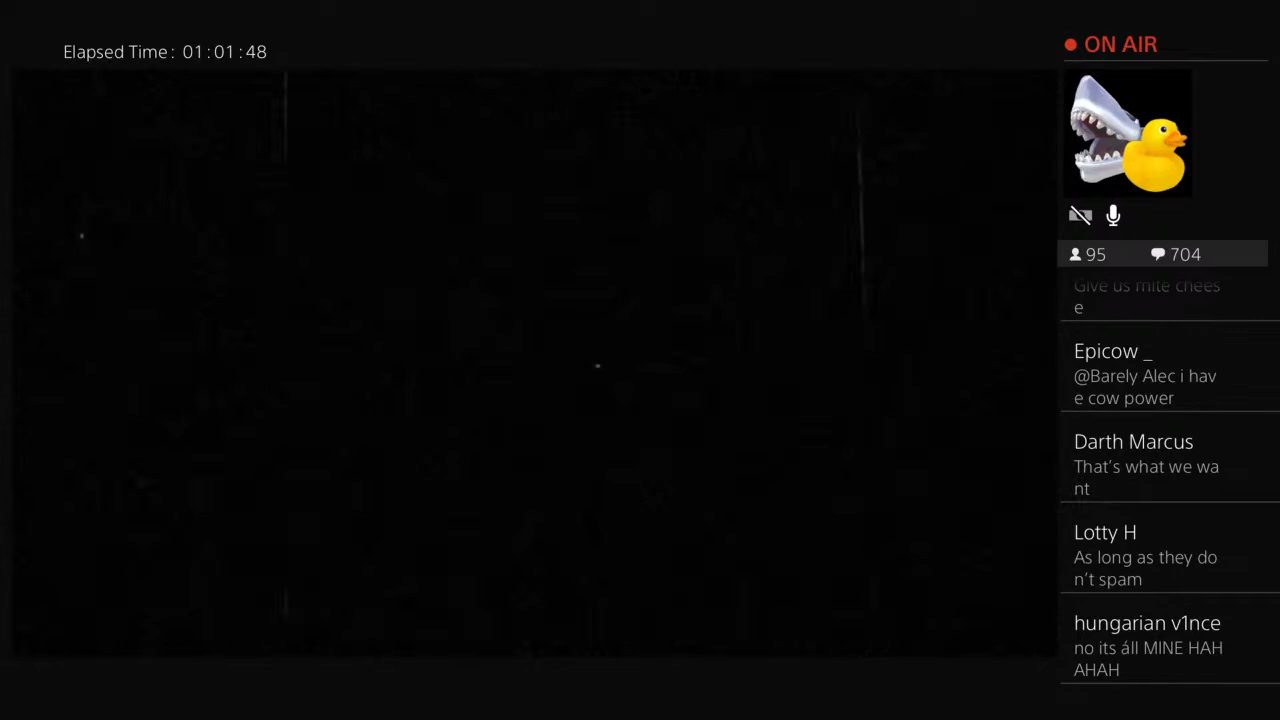 Elapsed Time: 01:01:48
ON AIR
95 704
Give us mite chees
e
Epicow _
@Barely Alec i hav
e cow power
Darth Marcus
That's what we wa
nt
Lotty H
As long as they do
n't spam
hungarian v1nce
no its áll MINE HAH
AHAH